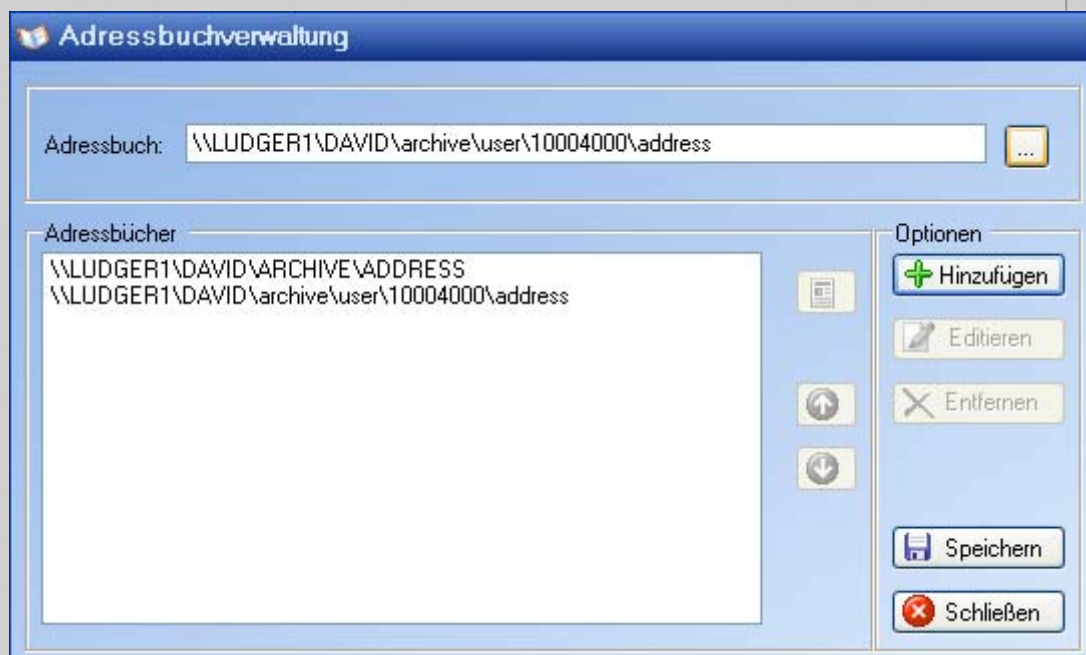 Adressbuchverwaltung
Adressbuch: \\LUDGER1\DAVID\archive\user\10004000\address ...
Adressbücher
\\LUDGER1\DAVID\ARCHIVE\ADDRESS
\\LUDGER1\DAVID\archive\user\10004000\address
Optionen
Hinzufügen
Editieren
Entfernen
Speichern
Schließen